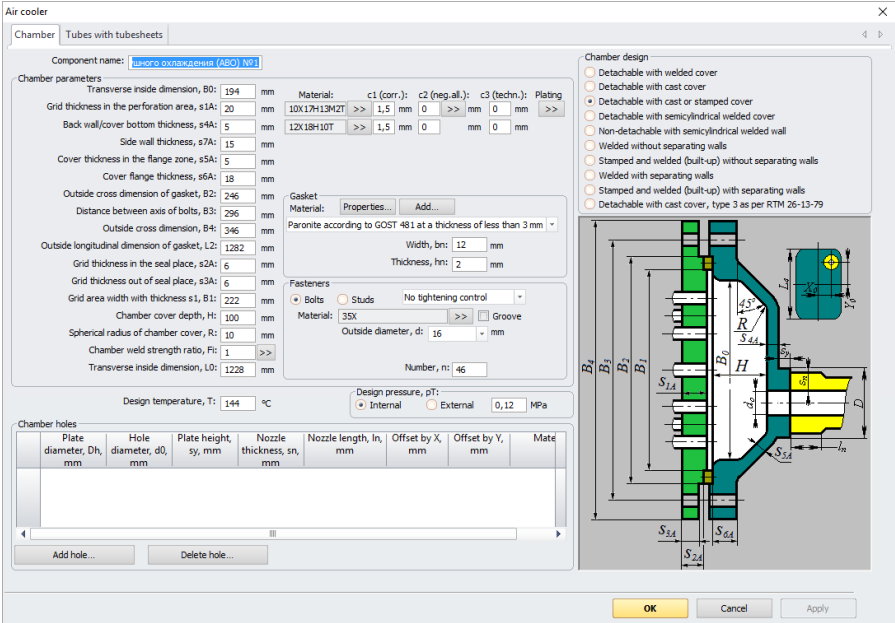 Air cooler
Chamber
Tubes with tubesheets
Component name: шного охлаждения (АВО) №1
Chamber parameters
Transverse inside dimension, B0: 194 mm
Grid thickness in the perforation area, s1A: 20 mm
Back wall/cover bottom thickness, s4A: 5 mm
Side wall thickness, s7A: 15 mm
Cover thickness in the flange zone, s5A: 5 mm
Cover flange thickness, s6A: 18 mm
Outside cross dimension of gasket, B2: 246 mm
Distance between axis of bolts, B3: 296 mm
Outside cross dimension, B4: 346 mm
Outside longitudinal dimension of gasket, L2: 1282 mm
Grid thickness in the seal place, s2A: 6 mm
Grid thickness out of seal place, s3A: 6 mm
Grid area width with thickness s1, B1: 222 mm
Chamber cover depth, H: 100 mm
Spherical radius of chamber cover, R: 10 mm
Chamber weld strength ratio, Fi: 1 >>
Transverse inside dimension, L0: 1228 mm
Material: c1 (corr.): c2 (neg.all.): c3 (techn.): Plating
10Х17Н13М2Т >> 1,5 mm 0 >> mm 0 mm >>
12Х18Н10Т >> 1,5 mm 0 mm 0 mm
Gasket
Material: Properties... Add...
Paronite according to GOST 481 at a thickness of less than 3 mm
Width, bn: 12 mm
Thickness, hn: 2 mm
Fasteners
Bolts Studs No tightening control
Material: 35Х >> Groove
Outside diameter, d: 16 mm
Number, n: 46
Design temperature, T: 144 ºC
Design pressure, pT:
Internal External 0,12 MPa
Chamber holes
Plate diameter, Dh, mm
Hole diameter, d0, mm
Plate height, sy, mm
Nozzle thickness, sn, mm
Nozzle length, ln, mm
Offset by X, mm
Offset by Y, mm
Mate
Add hole... Delete hole...
Chamber design
Detachable with welded cover
Detachable with cast cover
Detachable with cast or stamped cover
Detachable with semicylindrical welded cover
Non-detachable with semicylindrical welded wall
Welded without separating walls
Stamped and welded (built-up) without separating walls
Welded with separating walls
Stamped and welded (built-up) with separating walls
Detachable with cast cover, type 3 as per RTM 26-13-79
45°
R
S4A
H
B4
B3
B2
B1
B0
S1A
d0
D
ln
S5A
S3A
S6A
S2A
X0
Y0
OK Cancel Apply